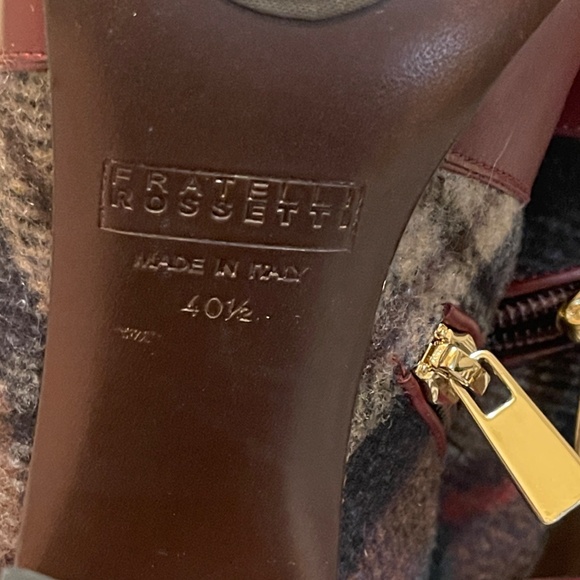 FRATELLI
ROSSETTI
MADE IN ITALY
40½